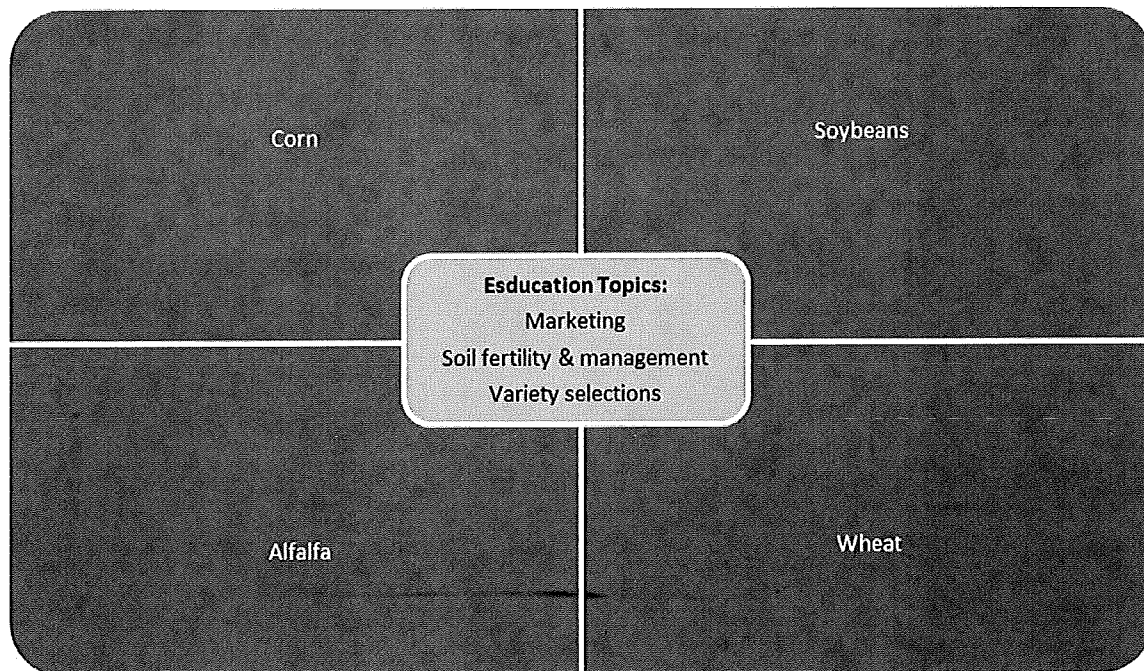 Corn
Soybeans
Esducation Topics:
Marketing
Soil fertility & management
Variety selections
Alfalfa
Wheat